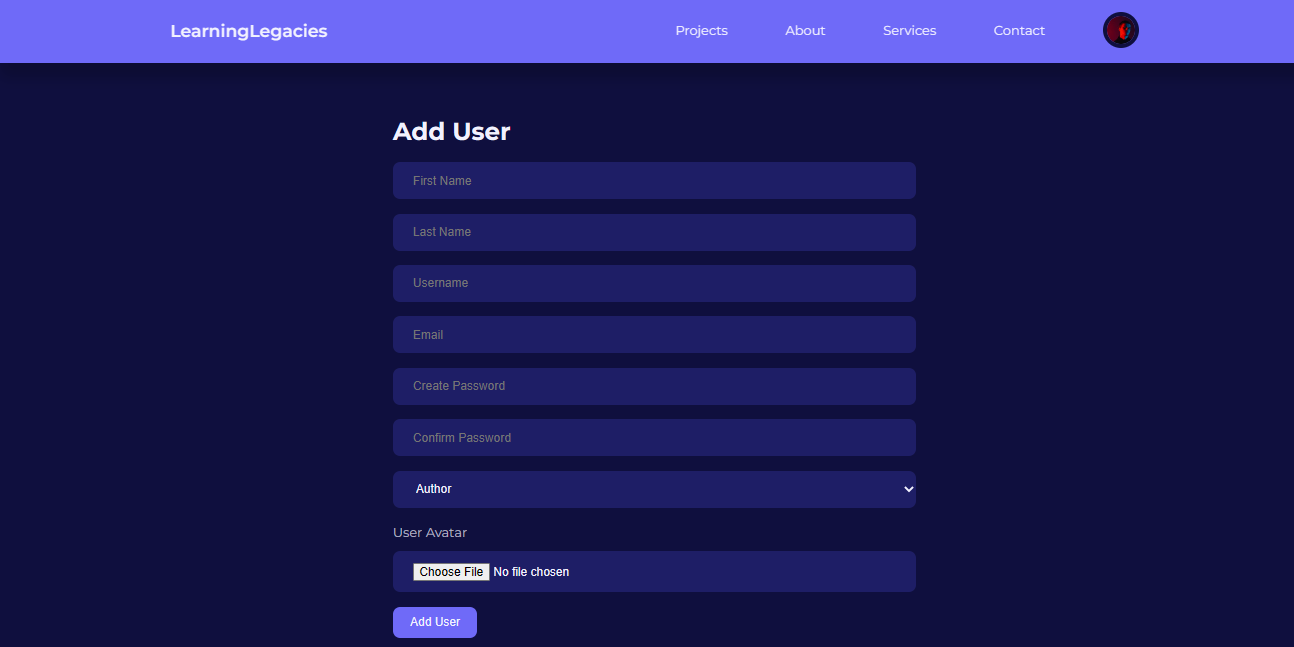 LearningLegacies Projects About Services Contact
Add User
First Name
Last Name
Username
Email
Create Password
Confirm Password
Author
User Avatar
Choose File No file chosen
Add User